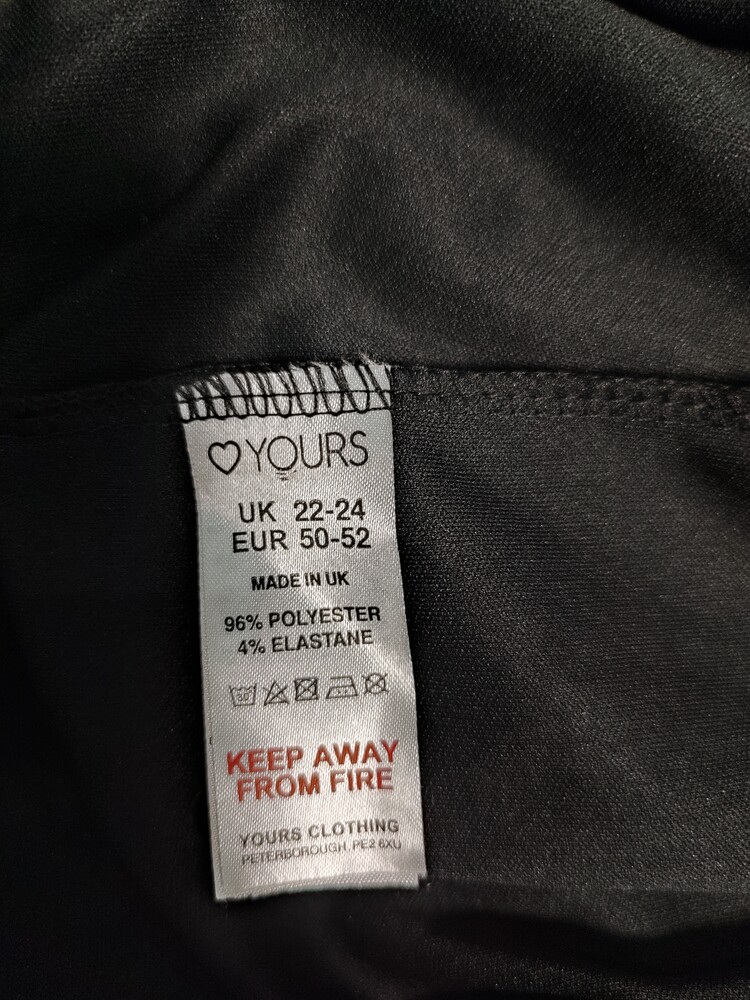 YOURS
UK 22-24
EUR 50-52
MADE IN UK
96% POLYESTER
4% ELASTANE
KEEP AWAY
FROM FIRE
YOURS CLOTHING
PETERBOROUGH, PE2 6XU